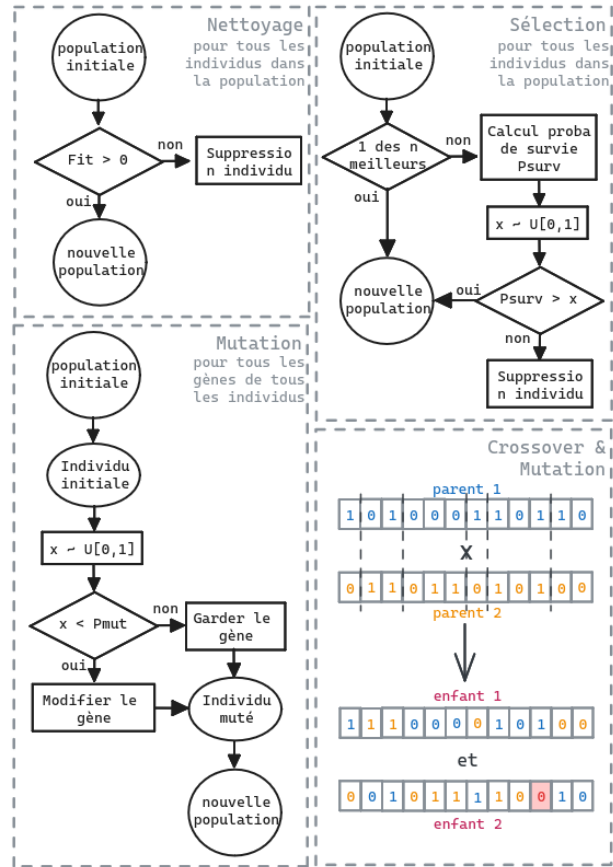 Nettoyage
pour tous les
individus dans
la population
population
initiale
Fit > 0
non
Suppressio
n individu
oui
nouvelle
population
Sélection
pour tous les
individus dans
la population
population
initiale
1 des n
meilleurs
non
Calcul proba
de survie
Psurv
oui
x ~ U[0,1]
nouvelle
population
oui
Psurv > x
non
Suppressio
n individu
Mutation
pour tous les
gènes de tous
les individus
population
initiale
Individu
initiale
x ~ U[0,1]
x < Pmut
non
Garder le
gène
oui
Modifier le
gène
Individu
muté
nouvelle
population
Crossover &
Mutation
parent 1
1 0 1 0 0 0 1 1 0 1 1 0
X
0 1 1 0 1 1 0 1 0 1 0 0
parent 2
enfant 1
1 1 1 0 0 0 0 1 0 1 0 0
et
0 0 1 0 1 1 1 1 0 0 1 0
enfant 2